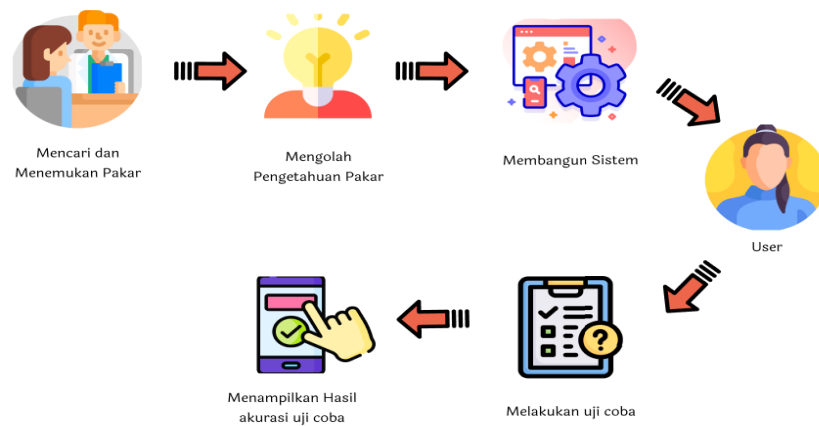 Mencari dan
Menemukan Pakar
Mengolah
Pengetahuan Pakar
Membangun Sistem
User
Melakukan uji coba
Menampilkan Hasil
akurasi uji coba